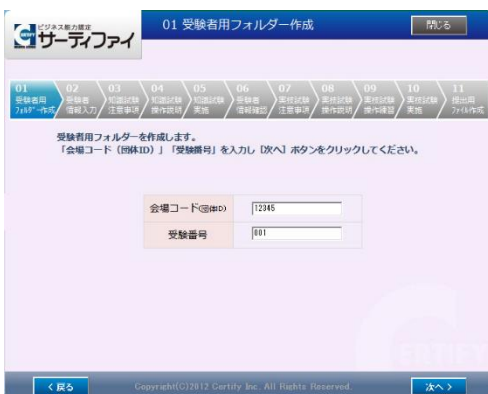 ビジネス能力検定
サーティファイ
01 受験者用フォルダー作成
閉じる
01 02 03 04 05 06 07 08 09 10 11
受験者用 受験者 知識試験 知識試験 知識試験 受験者 実技試験 実技試験 実技試験 実技試験 提出用
フォルダー作成 情報入力 注意事項 操作説明 実施 情報確認 注意事項 操作説明 操作練習 実施 ファイル作成
受験者用フォルダーを作成します。
「会場コード（団体ID）」「受験番号」を入力し［次へ］ボタンをクリックしてください。
会場コード(団体ID) 12345
受験番号 001
CERTIFY
< 戻る
Copyright(C)2012 Certify Inc. All Rights Reserved.
次へ >